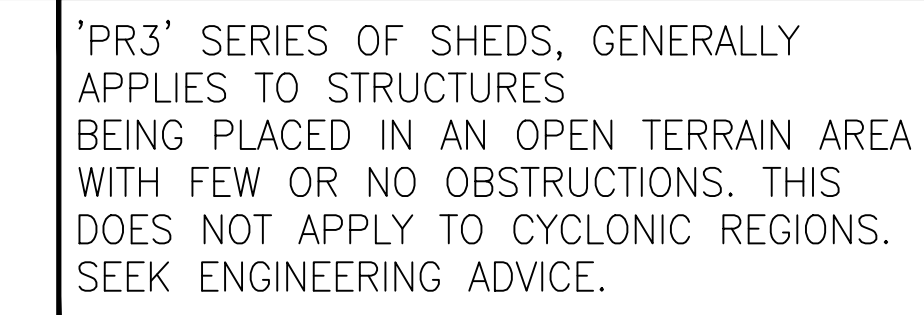 'PR3' SERIES OF SHEDS, GENERALLY
APPLIES TO STRUCTURES
BEING PLACED IN AN OPEN TERRAIN AREA
WITH FEW OR NO OBSTRUCTIONS. THIS
DOES NOT APPLY TO CYCLONIC REGIONS.
SEEK ENGINEERING ADVICE.